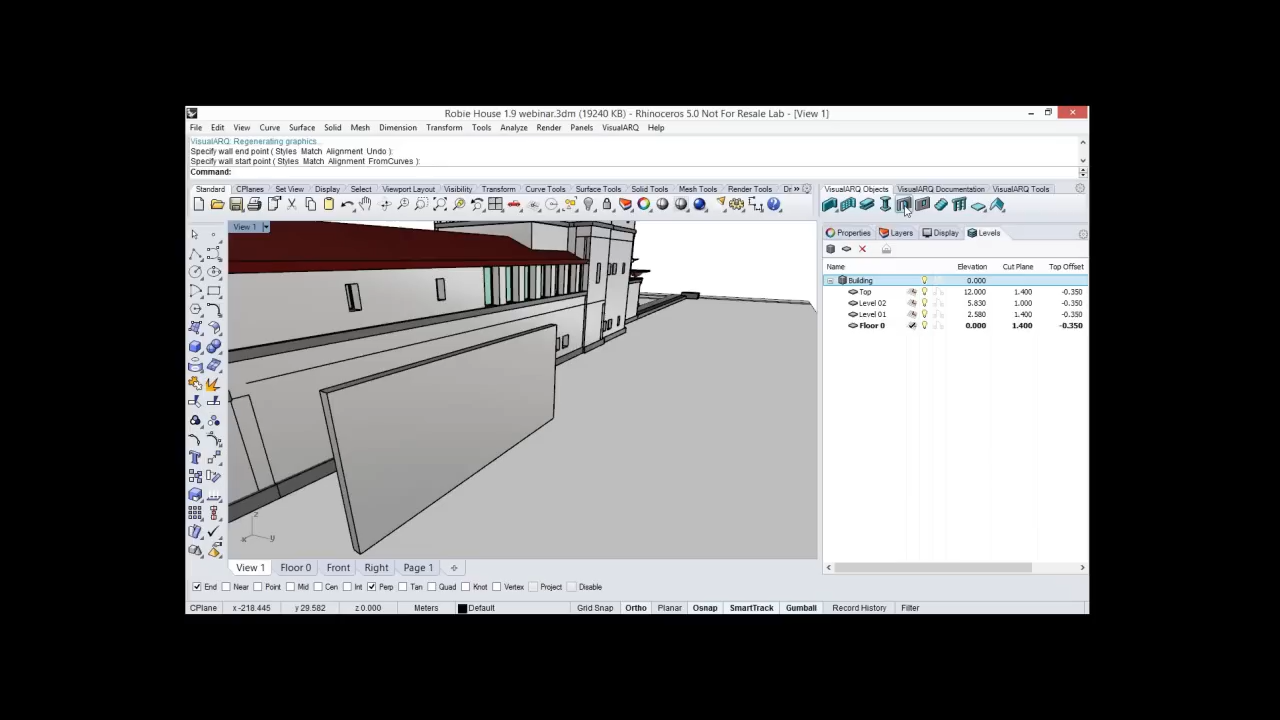 Robie House 1.9 webinar.3dm (19240 KB) - Rhinoceros 5.0 Not For Resale Lab - [View 1]
File Edit View Curve Surface Solid Mesh Dimension Transform Tools Analyze Render Panels VisualARQ Help
VisualARQ: Regenerating graphics...
Specify wall end point ( Styles Match Alignment Undo ):
Specify wall start point ( Styles Match Alignment FromCurves ):
Command:
Standard CPlanes Set View Display Select Viewport Layout Visibility Transform Curve Tools Surface Tools Solid Tools Mesh Tools Render Tools Dr »
VisualARQ Objects VisualARQ Documentation VisualARQ Tools
View 1
Properties Layers Display Levels
Name Elevation Cut Plane Top Offset
Building 0.000
Top 12.000 1.400 -0.350
Level 02 5.830 1.000 -0.350
Level 01 2.580 1.400 -0.350
Floor 0 0.000 1.400 -0.350
z
x y
View 1 Floor 0 Front Right Page 1
End Near Point Mid Cen Int Perp Tan Quad Knot Vertex Project Disable
CPlane x -218.445 y 29.582 z 0.000 Meters Default Grid Snap Ortho Planar Osnap SmartTrack Gumball Record History Filter